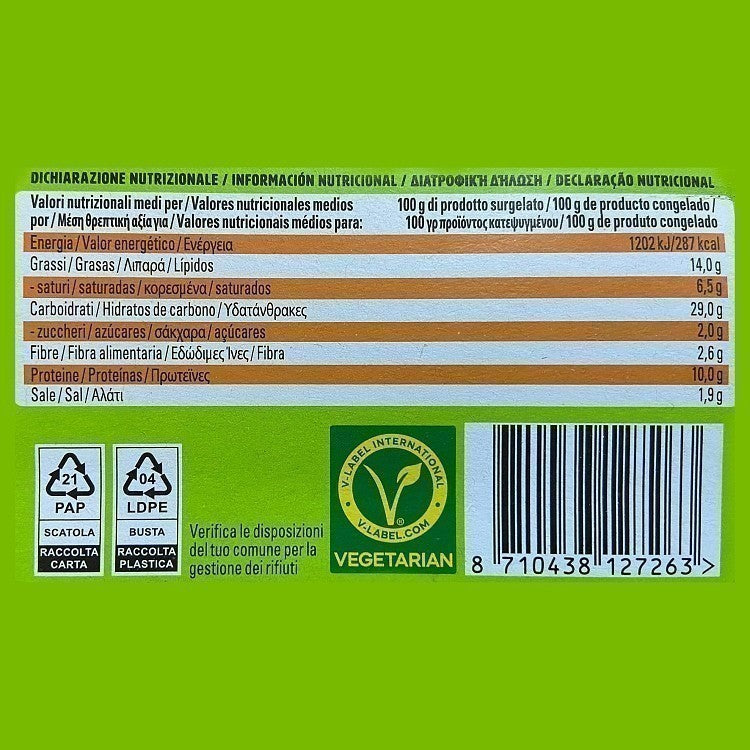 DICHIARAZIONE NUTRIZIONALE / INFORMACIÓN NUTRICIONAL / ΔΙΑΤΡΟΦΙΚΉ ΔΉΛΩΣΗ / DECLARAÇÃO NUTRICIONAL
Valori nutrizionali medi per / Valores nutricionales medios
por / Μέση θρεπτική αξία για / Valores nutricionais médios para:
100 g di prodotto surgelato / 100 g de producto congelado /
100 γρ προϊόντος κατεψυγμένου / 100 g de produto congelado
Energia / Valor energético / Ενέργεια 1202 kJ/287 kcal
Grassi / Grasas / Λιπαρά / Lípidos 14,0 g
- saturi / saturadas / κορεσμένα / saturados 6,5 g
Carboidrati / Hidratos de carbono / Υδατάνθρακες 29,0 g
- zuccheri / azúcares / σάκχαρα / açúcares 2,0 g
Fibre / Fibra alimentaria / Εδώδιμες Ίνες / Fibra 2,6 g
Proteine / Proteínas / Πρωτεΐνες 10,0 g
Sale / Sal / Αλάτι 1,9 g
21
PAP
SCATOLA
RACCOLTA
CARTA
04
LDPE
BUSTA
RACCOLTA
PLASTICA
Verifica le disposizioni
del tuo comune per la
gestione dei rifiuti
V-LABEL INTERNATIONAL
®
V-LABEL.COM
VEGETARIAN
8 710438 127263 >